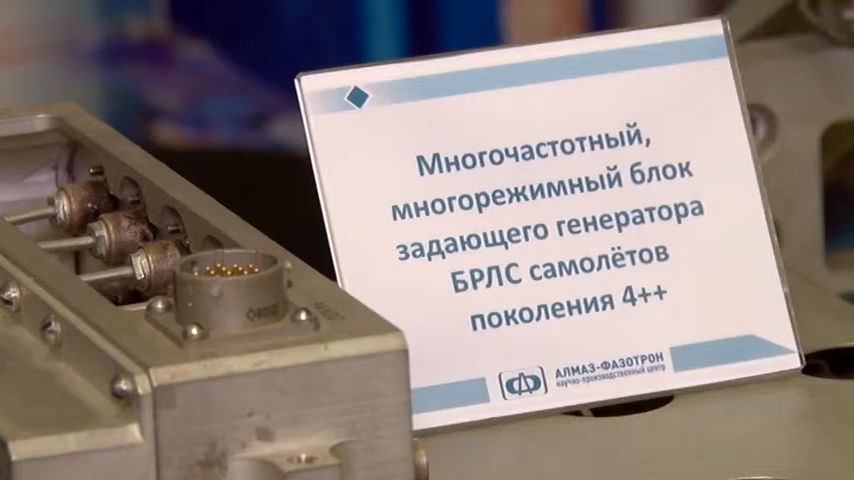 Многочастотный,
многорежимный блок
задающего генератора
БРЛС самолётов
поколения 4++
АЛМАЗ-ФАЗОТРОН
научно-производственный центр